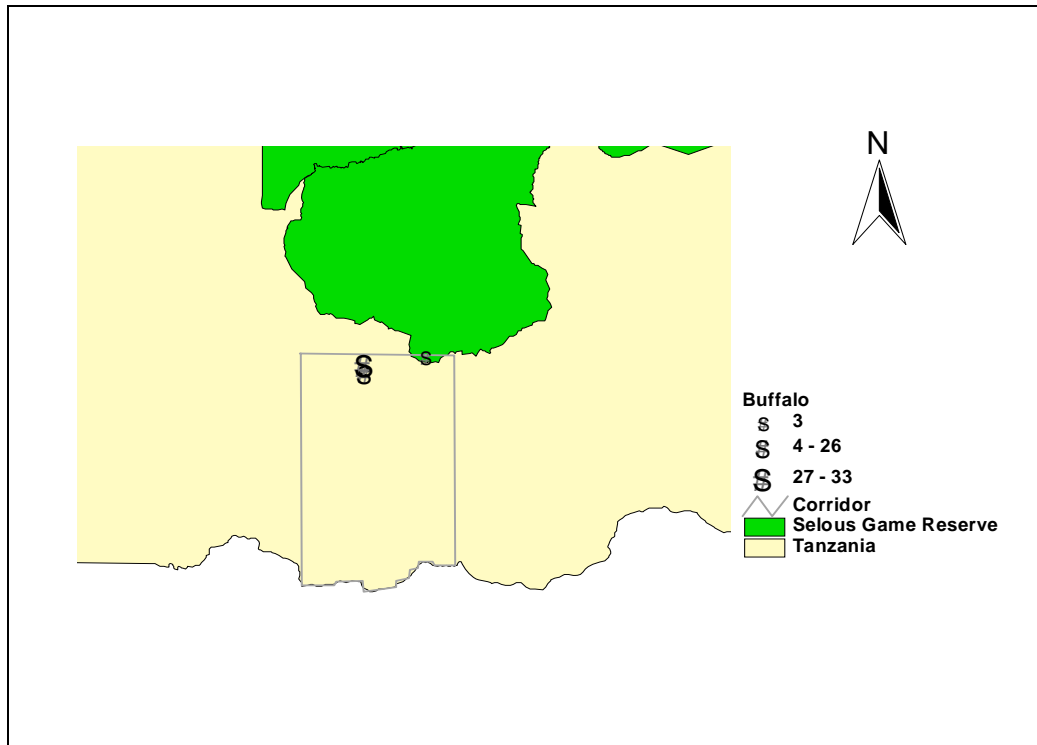 N
S
S
S
Buffalo
S 3
S 4 - 26
S 27 - 33
Corridor
Selous Game Reserve
Tanzania